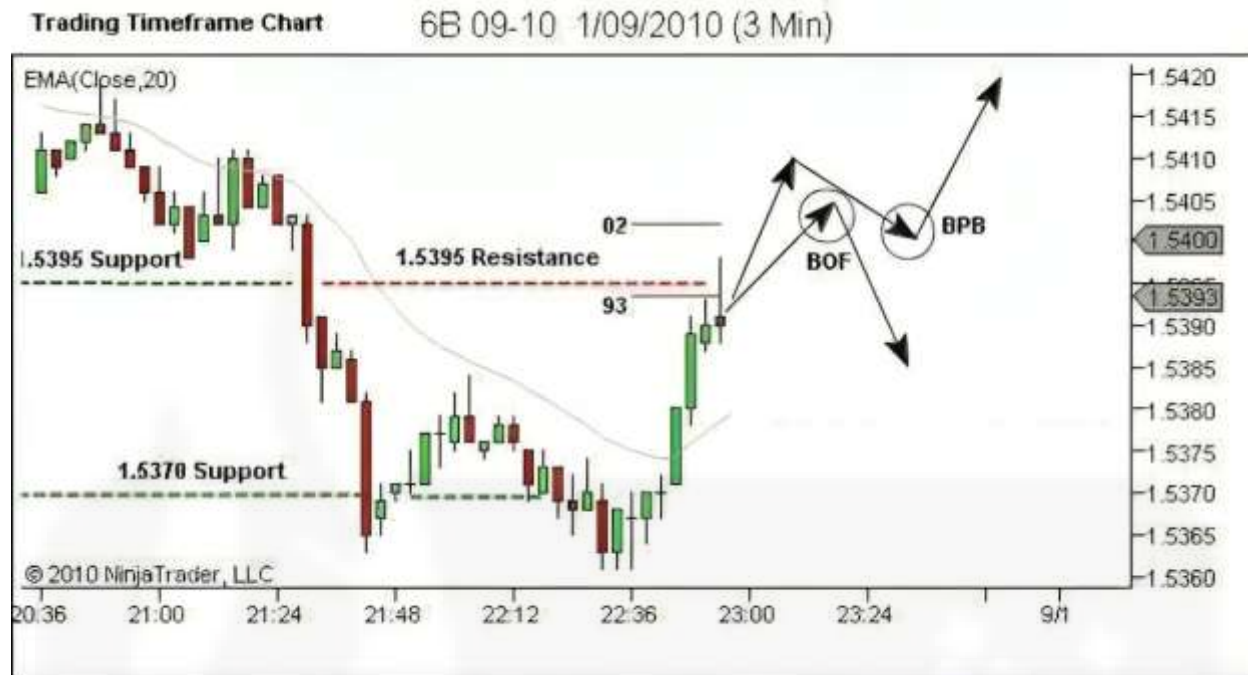 Trading Timeframe Chart 6B 09-10 1/09/2010 (3 Min)
EMA(Close,20)
1.5420
1.5415
1.5410
1.5405
02
BPB
1.5400
BOF
1.5395 Support
1.5395 Resistance
93
1.5393
1.5390
1.5385
1.5380
1.5375
1.5370 Support
1.5370
1.5365
© 2010 NinjaTrader, LLC
1.5360
20:36 21:00 21:24 21:48 22:12 22:36 23:00 23:24 9/1